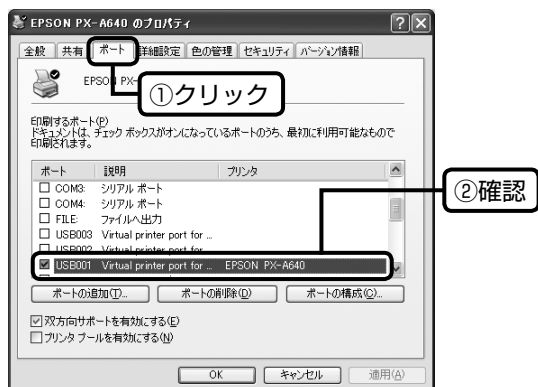 EPSON PX-A640 のプロパティ
全般 共有 ポート 詳細設定 色の管理 セキュリティ バージョン情報
EPSON PX-
①クリック
印刷するポート(P)
ドキュメントは、チェック ボックスがオンになっているポートのうち、最初に利用可能なもので
印刷されます。
ポート 説明 プリンタ
COM3: シリアル ポート
COM4: シリアル ポート
FILE: ファイルへ出力
USB003 Virtual printer port for ...
USB002 Virtual printer port for ...
USB001 Virtual printer port for ... EPSON PX-A640
②確認
ポートの追加(T)... ポートの削除(D) ポートの構成(C)...
双方向サポートを有効にする(E)
プリンタ プールを有効にする(N)
OK キャンセル 適用(A)